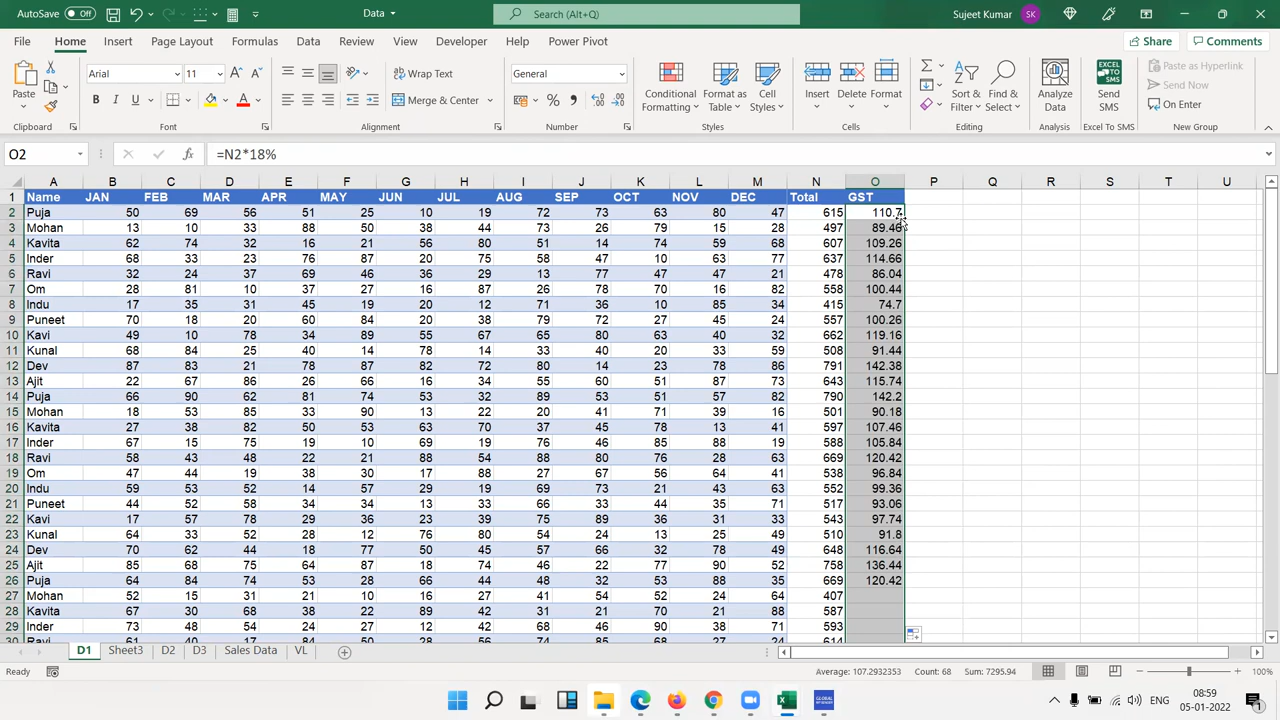 AutoSave Off Data Search (Alt+Q) Sujeet Kumar SK
File Home Insert Page Layout Formulas Data Review View Developer Help Power Pivot Share Comments
Paste Arial 11 Wrap Text General Conditional Formatting Format as Table Cell Styles Insert Delete Format Sort & Filter Find & Select Analyze Data Send SMS Paste as Hyperlink
B I U A Merge & Center % Send Now
On Enter
Clipboard Font Alignment Number Styles Cells Editing Analysis Excel To SMS New Group
O2 fx =N2*18%
A B C D E F G H I J K L M N O P Q R S T U
1 Name JAN FEB MAR APR MAY JUN JUL AUG SEP OCT NOV DEC Total GST
2 Puja 50 69 56 51 25 10 19 72 73 63 80 47 615 110.7
3 Mohan 13 10 33 88 50 38 44 73 26 79 15 28 497 89.46
4 Kavita 62 74 32 16 21 56 80 51 14 74 59 68 607 109.26
5 Inder 68 33 23 76 87 20 75 58 47 10 63 77 637 114.66
6 Ravi 32 24 37 69 46 36 29 13 77 47 47 21 478 86.04
7 Om 28 81 10 37 27 16 87 26 78 70 16 82 558 100.44
8 Indu 17 35 31 45 19 20 12 71 36 10 85 34 415 74.7
9 Puneet 70 18 20 60 84 20 38 79 72 27 45 24 557 100.26
10 Kavi 49 10 78 34 89 55 167 65 80 63 40 32 662 119.16
11 Kunal 68 84 25 40 14 78 14 33 40 20 33 59 508 91.44
12 Dev 87 83 21 78 87 82 72 80 14 23 78 86 791 142.38
13 Ajit 22 67 86 26 66 16 34 55 60 51 87 73 643 115.74
14 Puja 66 90 62 81 74 53 32 89 53 51 57 82 790 142.2
15 Mohan 18 53 85 33 90 13 22 20 41 71 39 16 501 90.18
16 Kavita 27 38 82 50 53 63 70 37 45 78 13 41 597 107.46
17 Inder 67 15 75 19 10 69 19 76 46 85 88 19 588 105.84
18 Ravi 58 43 48 22 21 88 54 88 80 76 28 63 669 120.42
19 Om 47 44 19 38 30 17 88 27 67 56 64 41 538 96.84
20 Indu 59 53 52 14 57 29 19 69 73 21 43 63 552 99.36
21 Puneet 44 52 58 34 34 13 33 66 33 44 35 71 517 93.06
22 Kavi 17 57 78 29 36 23 39 75 89 36 31 33 543 97.74
23 Kunal 64 33 52 28 12 76 80 54 24 13 25 49 510 91.8
24 Dev 70 62 44 18 77 50 45 57 66 32 78 49 648 116.64
25 Ajit 85 68 75 64 87 18 74 46 22 77 90 52 758 136.44
26 Puja 64 84 74 53 28 66 44 48 32 53 88 35 669 120.42
27 Mohan 52 15 31 21 10 16 27 41 54 52 24 64 407
28 Kavita 67 30 68 38 22 89 42 31 21 70 21 88 587
29 Inder 73 48 54 24 27 12 42 68 46 90 38 71 593
30 Ravi 61 40 17 84 50 28 56 74 85 68 27 24 614
D1 Sheet3 D2 D3 Sales Data VL
Ready Average: 107.2932353 Count: 68 Sum: 7295.94 100%
GLOBAL ENG 08:59
05-01-2022